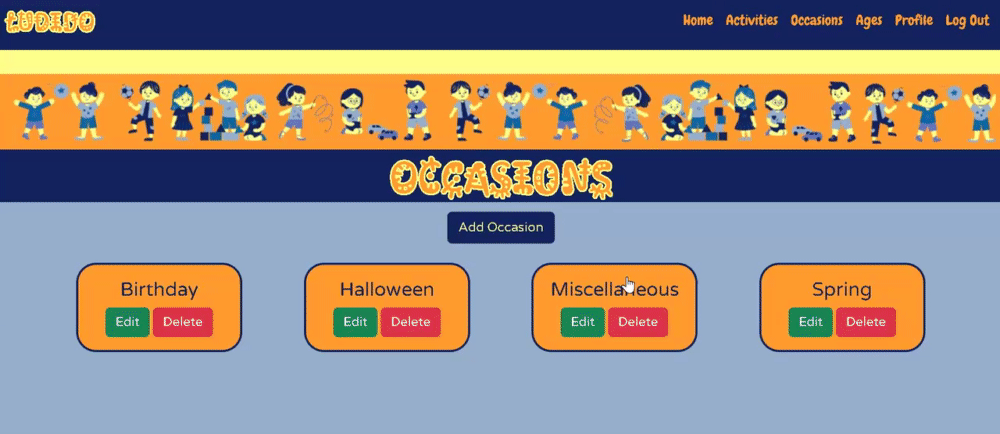 LUDIDO
Home Activities Occasions Ages Profile Log Out
OCCASIONS
Add Occasion
Birthday Halloween Miscellaneous Spring
Edit Delete Edit Delete Edit Delete Edit Delete